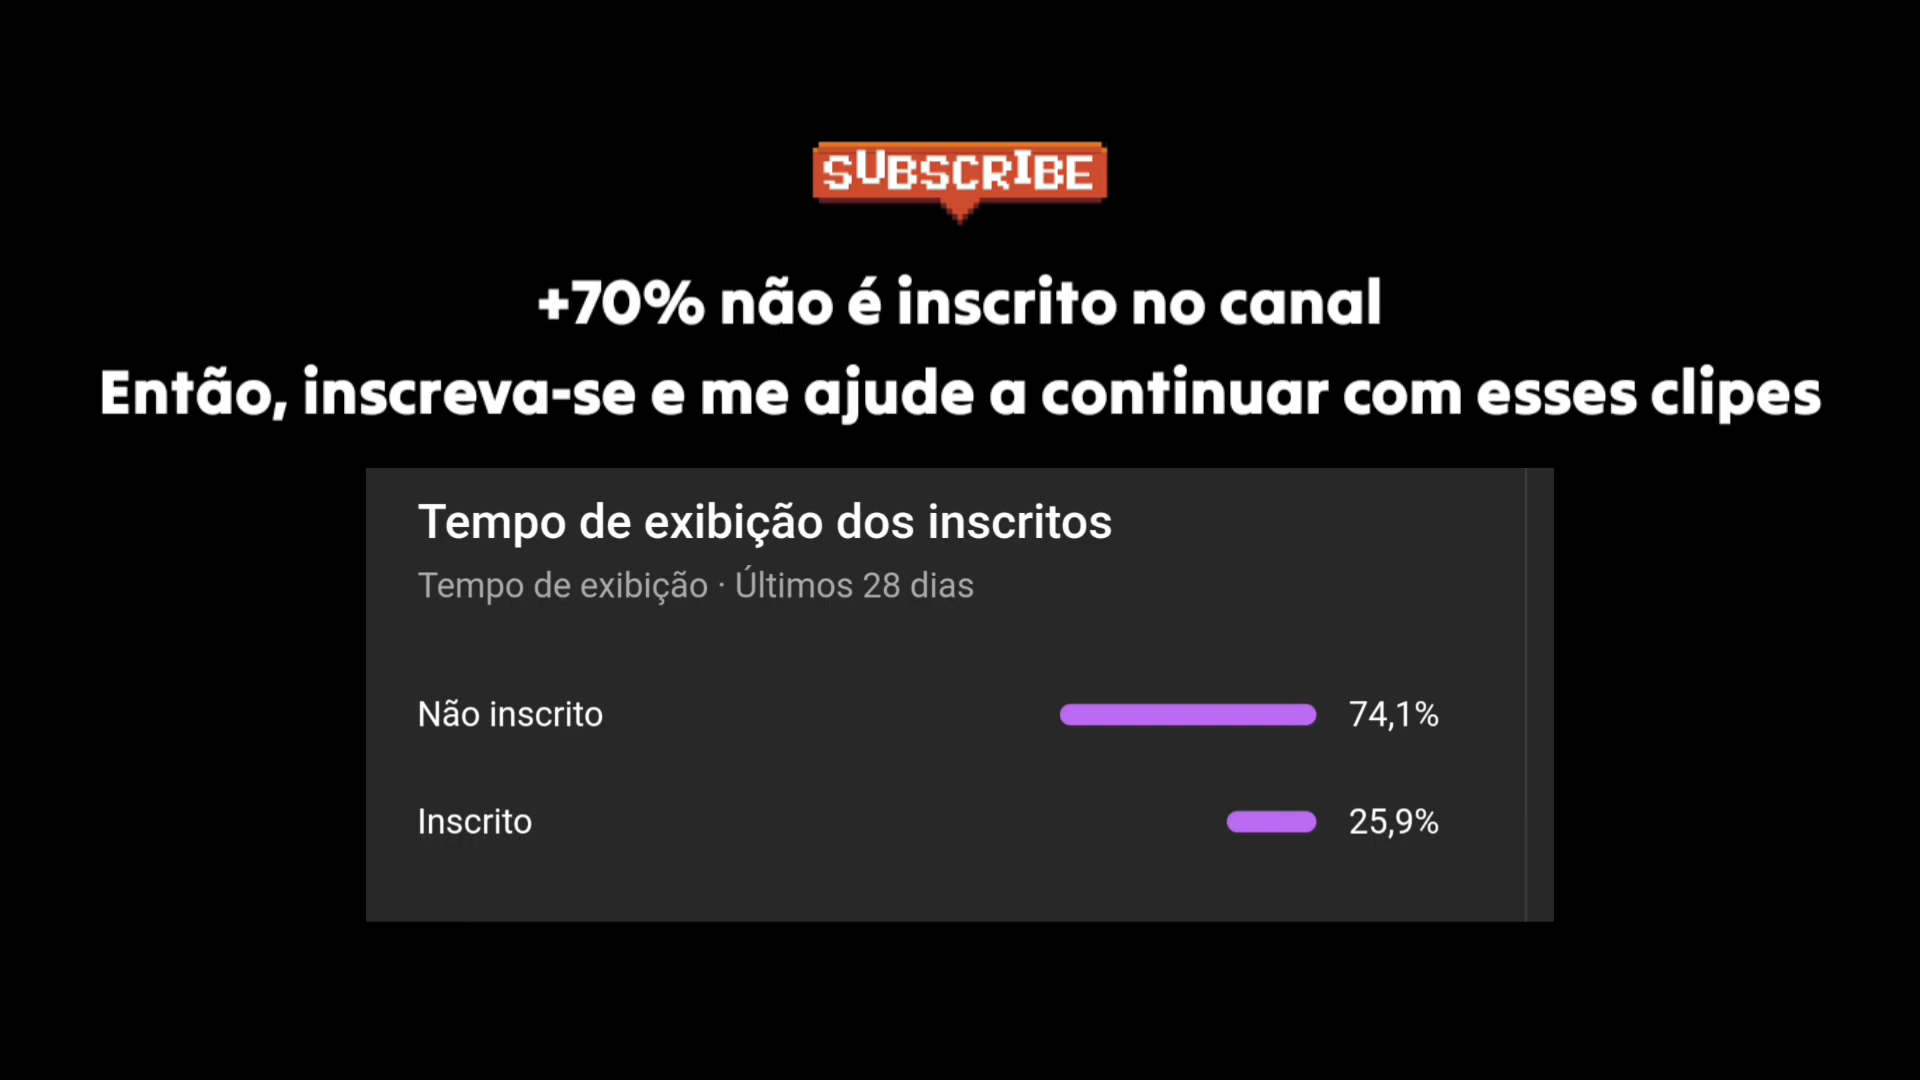 SUBSCRIBE
+70% não é inscrito no canal
Então, inscreva-se e me ajude a continuar com esses clipes
Tempo de exibição dos inscritos
Tempo de exibição · Últimos 28 dias
Não inscrito 74,1%
Inscrito 25,9%